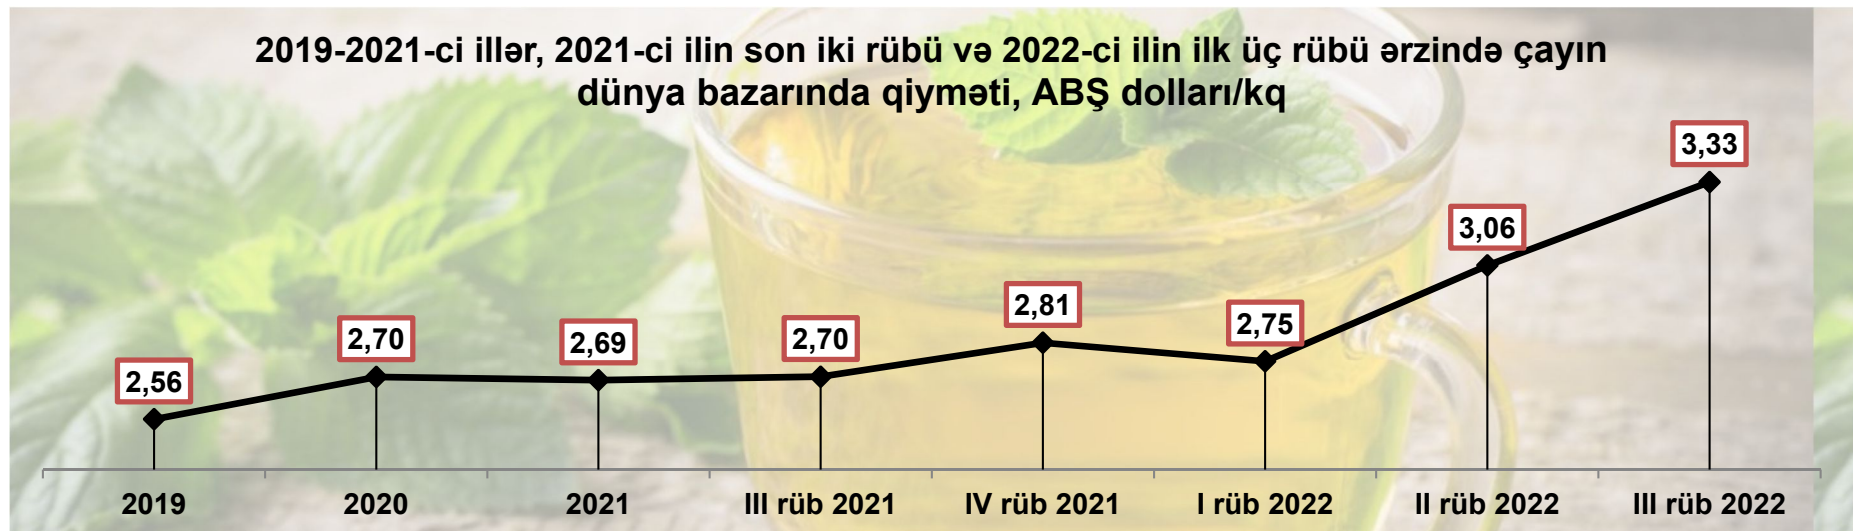 2019-2021-ci illər, 2021-ci ilin son iki rübü və 2022-ci ilin ilk üç rübü ərzində çayın
dünya bazarında qiyməti, ABŞ dolları/kq
2,56
2,70
2,69
2,70
2,81
2,75
3,06
3,33
2019
2020
2021
III rüb 2021
IV rüb 2021
I rüb 2022
II rüb 2022
III rüb 2022